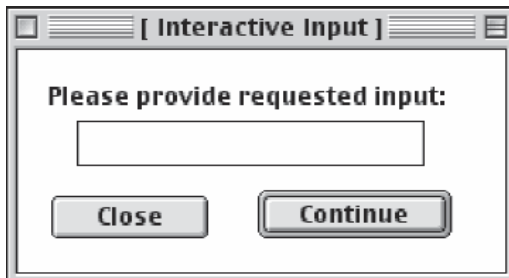 [ Interactive Input ]
Please provide requested input:
Close Continue